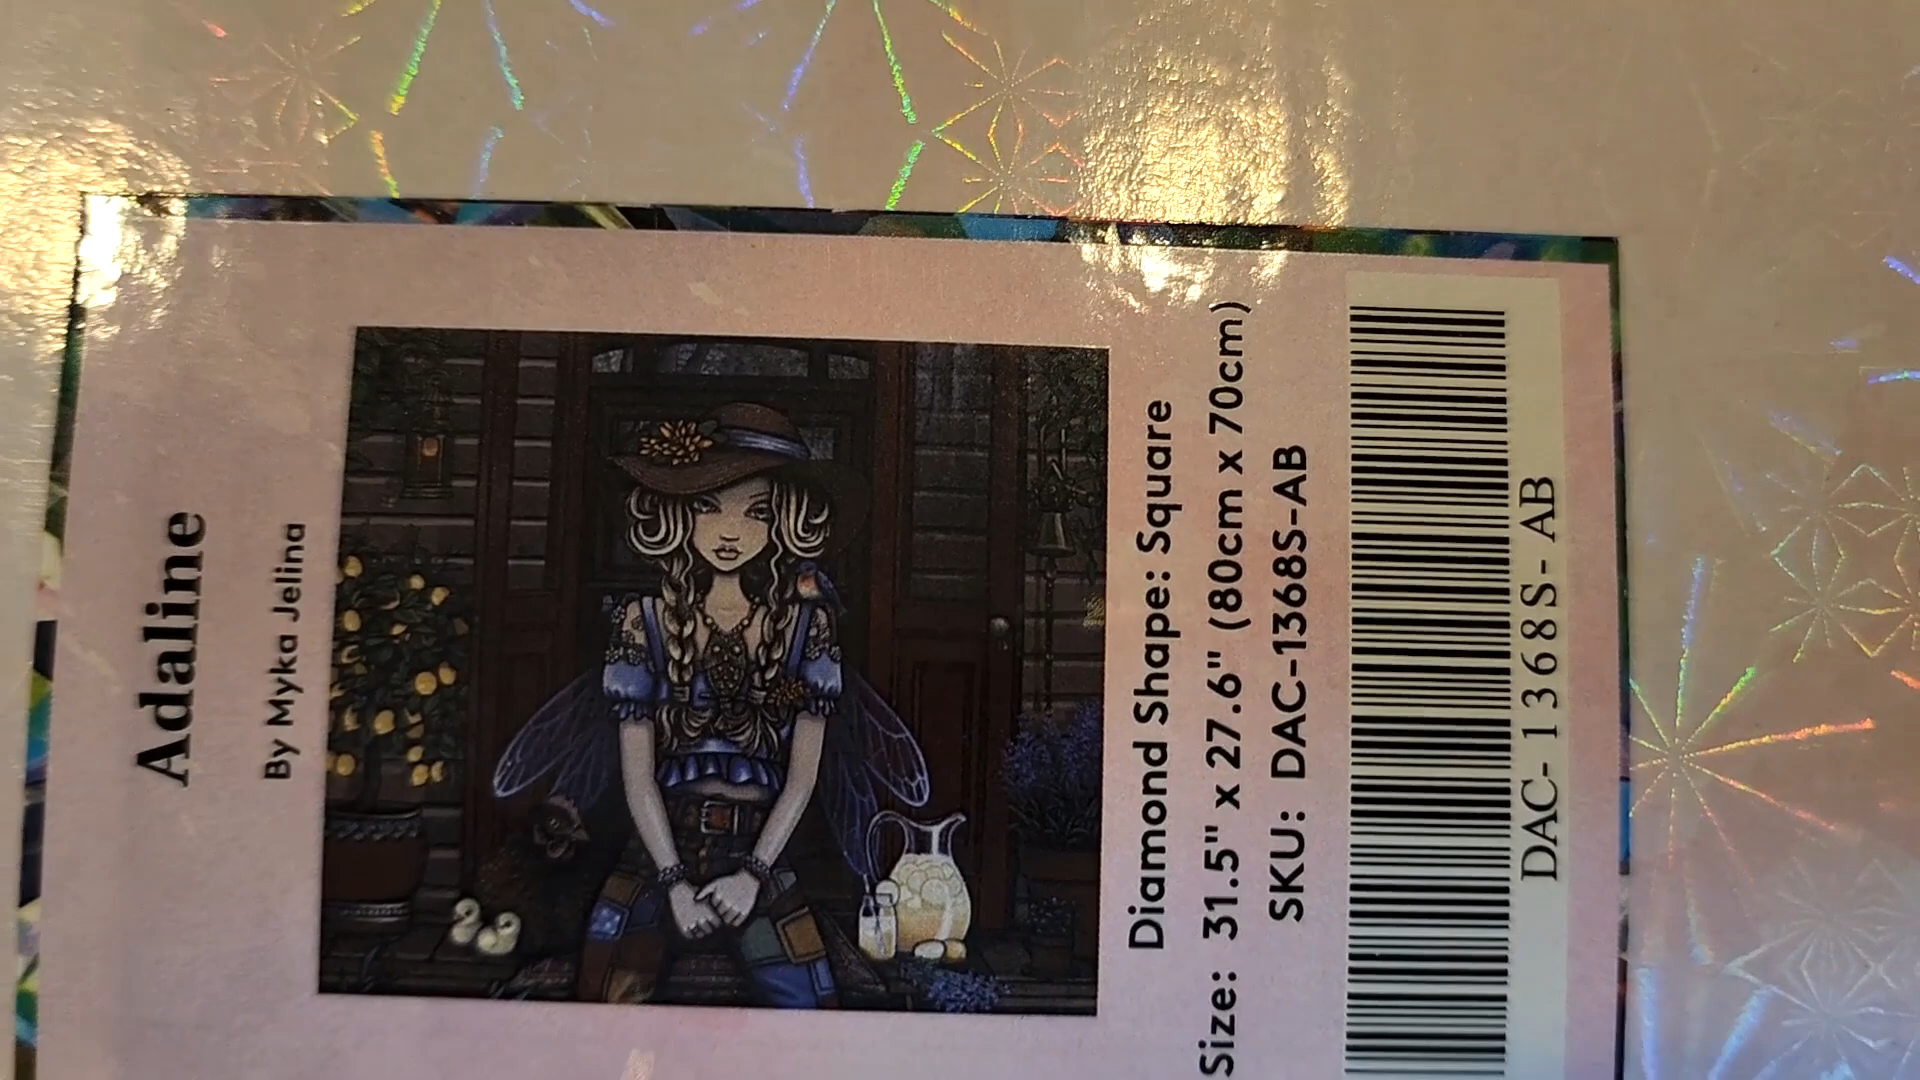 Adaline
By Myka Jelina
Diamond Shape: Square
Size: 31.5" x 27.6" (80cm x 70cm)
SKU: DAC-1368S-AB
DAC-1368S-AB